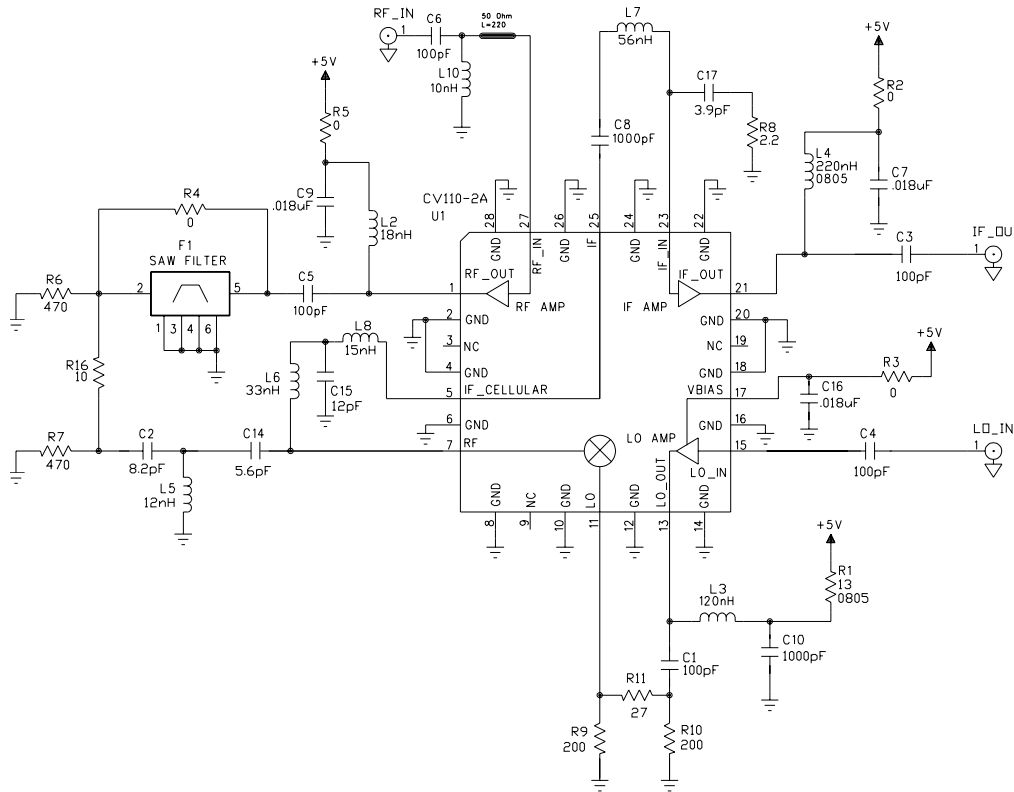 RF_IN
1
C6
100pF
50 Ohm
L=220
L10
10nH
L7
56nH
C17
3.9pF
R8
2.2
C8
1000pF
+5V
R2
0
L4
220nH
0805
C7
.018uF
C3
100pF
IF_OU
1
+5V
R5
0
C9
.018uF
L2
18nH
R4
0
F1
SAW FILTER
2
5
1
3
4
6
C5
100pF
R6
470
R16
10
R7
470
C2
8.2pF
L5
12nH
C14
5.6pF
L6
33nH
C15
12pF
L8
15nH
CV110-2A
U1
28
GND
27
RF_IN
26
GND
25
IF
24
GND
23
IF_IN
22
GND
1
RF_OUT
RF AMP
2
GND
3
NC
4
GND
5
IF_CELLULAR
6
GND
7
RF
IF_OUT
IF AMP
21
20
GND
19
NC
18
GND
17
VBIAS
16
GND
15
LO AMP
LO_IN
LO_OUT
8
GND
9
NC
10
GND
11
LO
12
GND
13
14
GND
+5V
R3
0
C16
.018uF
C4
100pF
LO_IN
1
+5V
R1
13
0805
L3
120nH
C10
1000pF
C1
100pF
R11
27
R9
200
R10
200